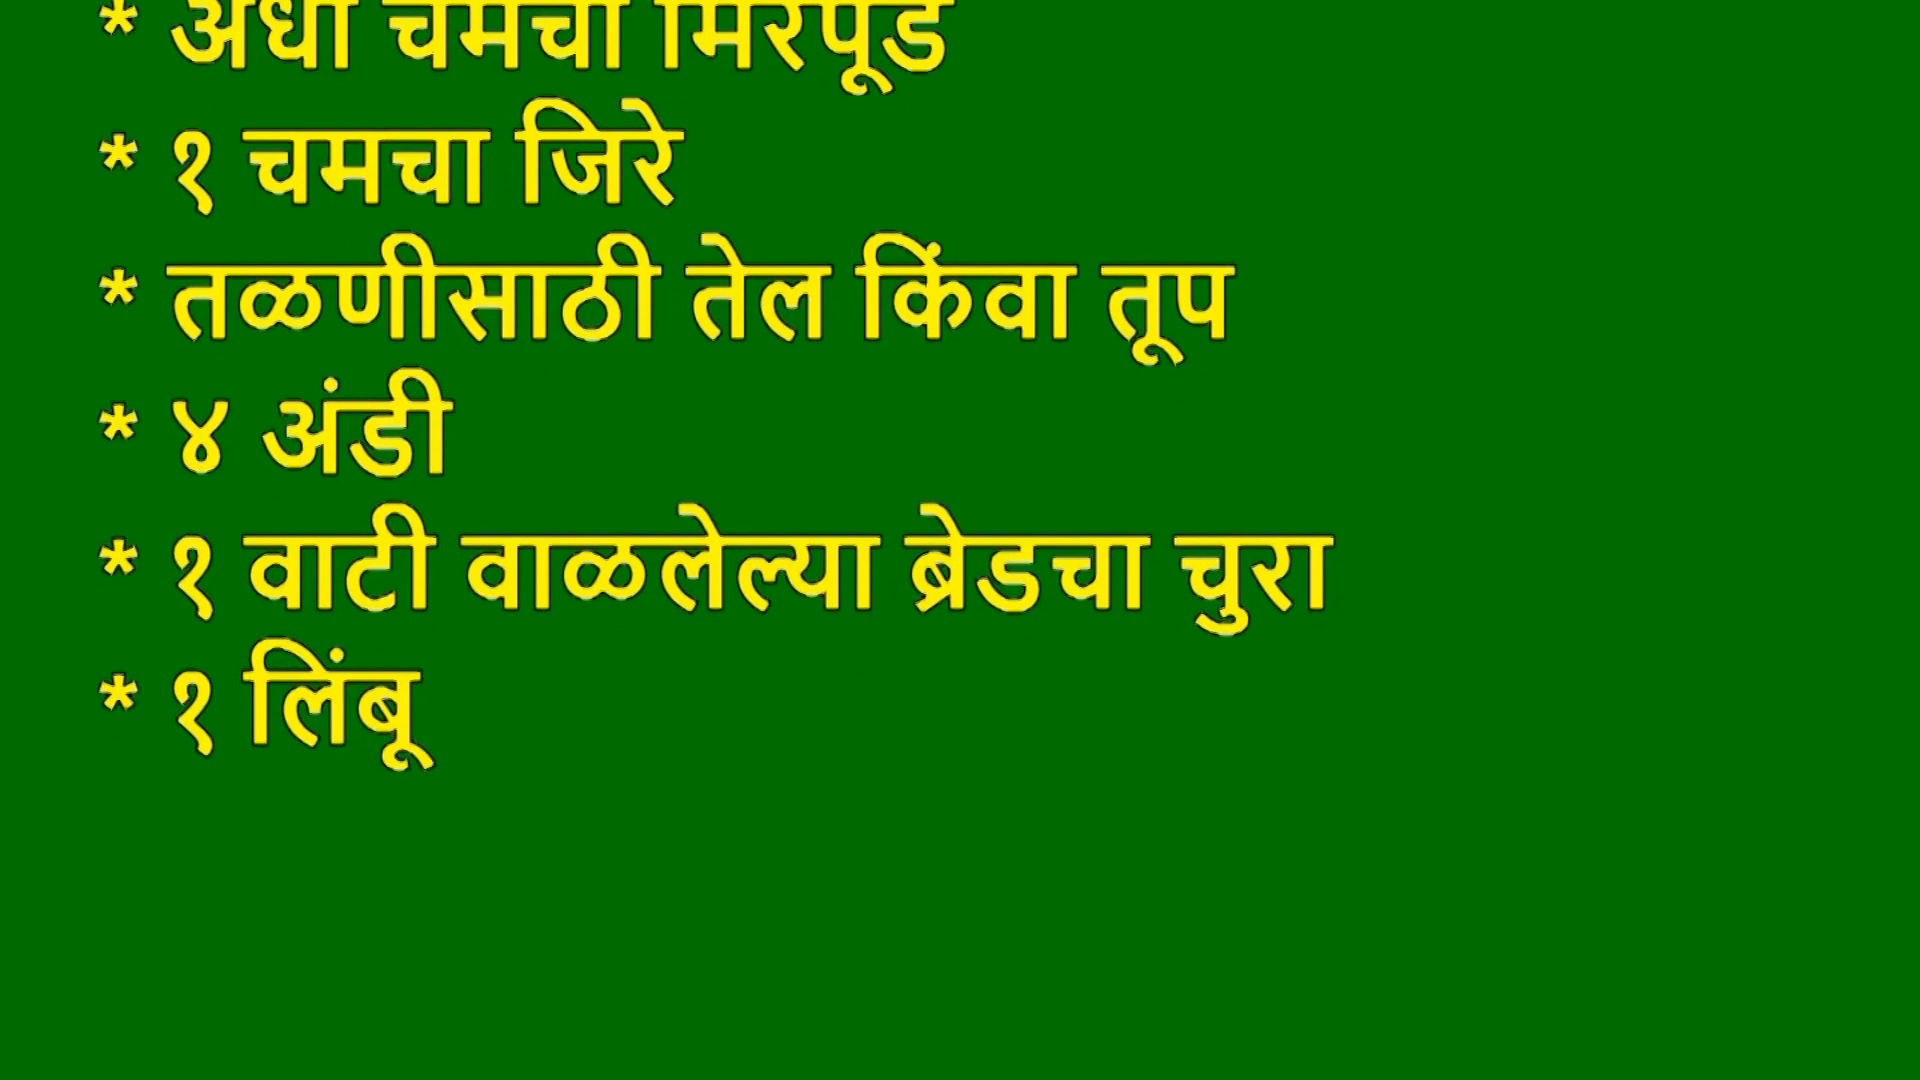 * अर्धा चमचा मिरपूड
* १ चमचा जिरे
* तळणीसाठी तेल किंवा तूप
* ४ अंडी
* १ वाटी वाळलेल्या ब्रेडचा चुरा
* १ लिंबू